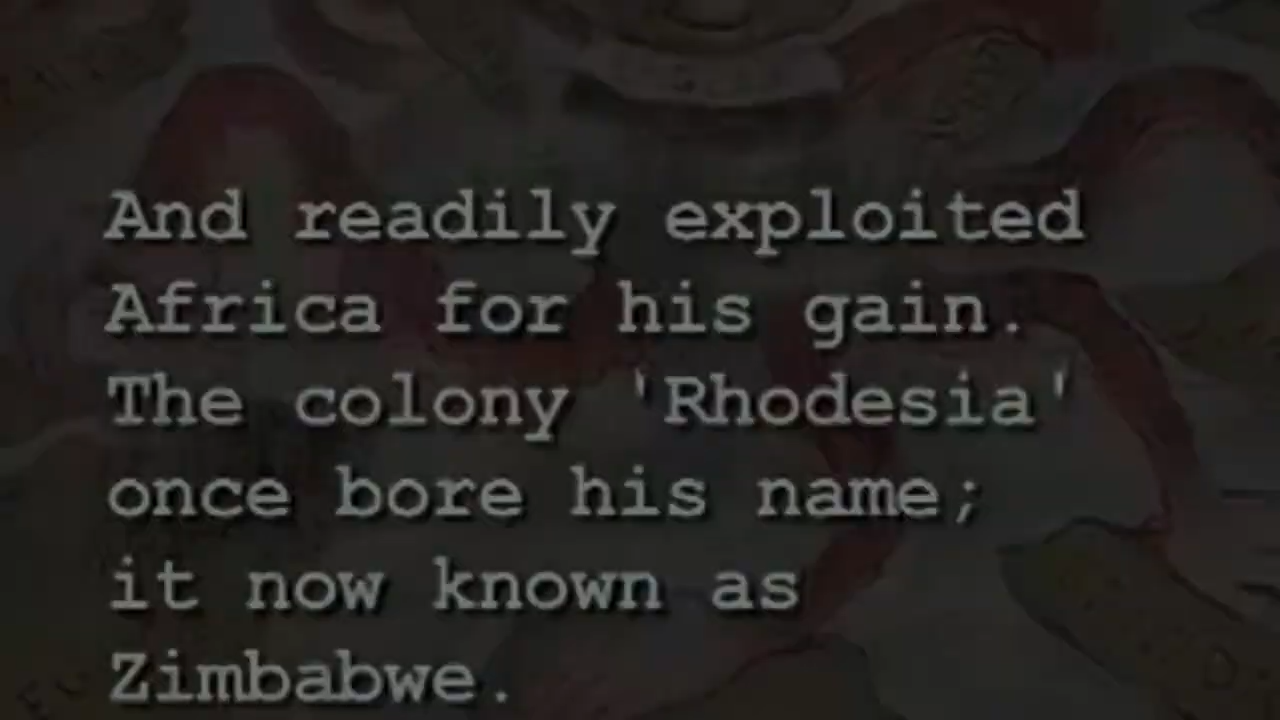 And readily exploited
Africa for his gain.
The colony 'Rhodesia'
once bore his name;
it now known as
Zimbabwe.